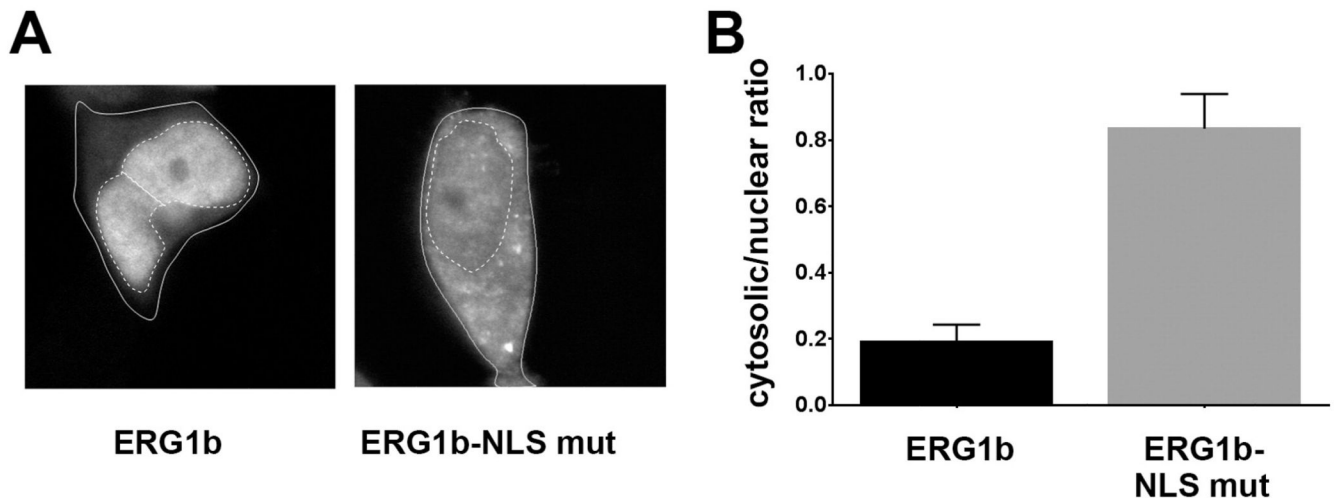 A
B
ERG1b
ERG1b-NLS mut
cytosolic/nuclear ratio
1.0
0.8
0.6
0.4
0.2
0.0
ERG1b
ERG1b-
NLS mut